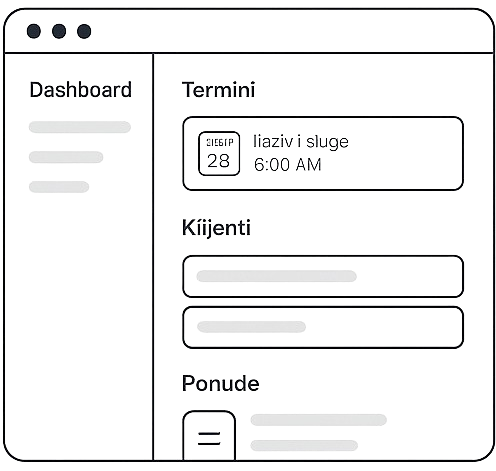 Dashboard
Termini
28
liaziv i sluge
6:00 AM
Kíijenti
Ponude